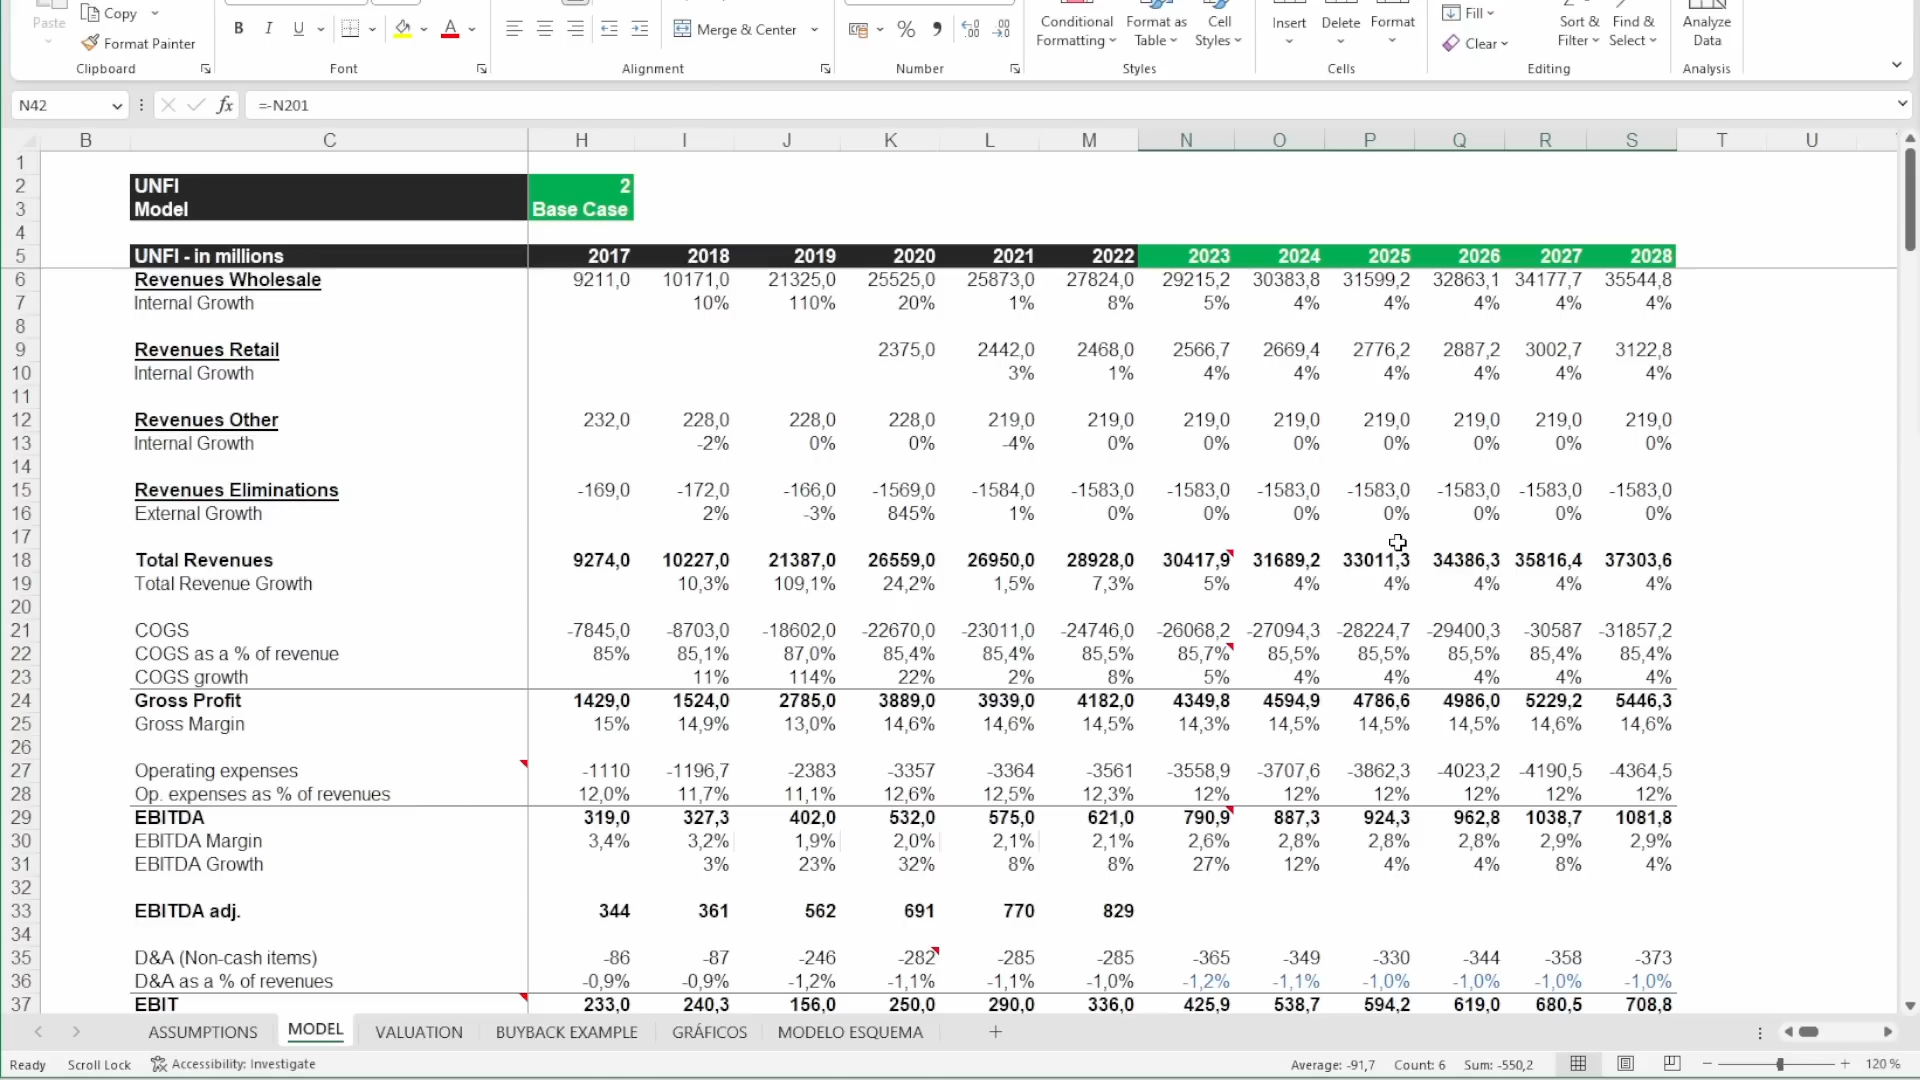 Paste Copy
Format Painter
B I U A Merge & Center % Conditional Formatting Format as Table Cell Styles Insert Delete Format Fill Clear Sort & Filter Find & Select Analyze Data
Clipboard Font Alignment Number Styles Cells Editing Analysis
N42 fx =-N201
B C H I J K L M N O P Q R S T U
1
2 UNFI 2
3 Model Base Case
4
5 UNFI - in millions 2017 2018 2019 2020 2021 2022 2023 2024 2025 2026 2027 2028
6 Revenues Wholesale 9211,0 10171,0 21325,0 25525,0 25873,0 27824,0 29215,2 30383,8 31599,2 32863,1 34177,7 35544,8
7 Internal Growth 10% 110% 20% 1% 8% 5% 4% 4% 4% 4% 4%
8
9 Revenues Retail 2375,0 2442,0 2468,0 2566,7 2669,4 2776,2 2887,2 3002,7 3122,8
10 Internal Growth 3% 1% 4% 4% 4% 4% 4% 4%
11
12 Revenues Other 232,0 228,0 228,0 228,0 219,0 219,0 219,0 219,0 219,0 219,0 219,0 219,0
13 Internal Growth -2% 0% 0% -4% 0% 0% 0% 0% 0% 0% 0%
14
15 Revenues Eliminations -169,0 -172,0 -166,0 -1569,0 -1584,0 -1583,0 -1583,0 -1583,0 -1583,0 -1583,0 -1583,0 -1583,0
16 External Growth 2% -3% 845% 1% 0% 0% 0% 0% 0% 0% 0%
17
18 Total Revenues 9274,0 10227,0 21387,0 26559,0 26950,0 28928,0 30417,9 31689,2 33011,3 34386,3 35816,4 37303,6
19 Total Revenue Growth 10,3% 109,1% 24,2% 1,5% 7,3% 5% 4% 4% 4% 4% 4%
20
21 COGS -7845,0 -8703,0 -18602,0 -22670,0 -23011,0 -24746,0 -26068,2 -27094,3 -28224,7 -29400,3 -30587 -31857,2
22 COGS as a % of revenue 85% 85,1% 87,0% 85,4% 85,4% 85,5% 85,7% 85,5% 85,5% 85,5% 85,4% 85,4%
23 COGS growth 11% 114% 22% 2% 8% 5% 4% 4% 4% 4% 4%
24 Gross Profit 1429,0 1524,0 2785,0 3889,0 3939,0 4182,0 4349,8 4594,9 4786,6 4986,0 5229,2 5446,3
25 Gross Margin 15% 14,9% 13,0% 14,6% 14,6% 14,5% 14,3% 14,5% 14,5% 14,5% 14,6% 14,6%
26
27 Operating expenses -1110 -1196,7 -2383 -3357 -3364 -3561 -3558,9 -3707,6 -3862,3 -4023,2 -4190,5 -4364,5
28 Op. expenses as % of revenues 12,0% 11,7% 11,1% 12,6% 12,5% 12,3% 12% 12% 12% 12% 12% 12%
29 EBITDA 319,0 327,3 402,0 532,0 575,0 621,0 790,9 887,3 924,3 962,8 1038,7 1081,8
30 EBITDA Margin 3,4% 3,2% 1,9% 2,0% 2,1% 2,1% 2,6% 2,8% 2,8% 2,8% 2,9% 2,9%
31 EBITDA Growth 3% 23% 32% 8% 8% 27% 12% 4% 4% 8% 4%
32
33 EBITDA adj. 344 361 562 691 770 829
34
35 D&A (Non-cash items) -86 -87 -246 -282 -285 -285 -365 -349 -330 -344 -358 -373
36 D&A as a % of revenues -0,9% -0,9% -1,2% -1,1% -1,1% -1,0% -1,2% -1,1% -1,0% -1,0% -1,0% -1,0%
37 EBIT 233,0 240,3 156,0 250,0 290,0 336,0 425,9 538,7 594,2 619,0 680,5 708,8
ASSUMPTIONS MODEL VALUATION BUYBACK EXAMPLE GRÁFICOS MODELO ESQUEMA
Ready Scroll Lock Accessibility: Investigate Average: -91,7 Count: 6 Sum: -550,2 120 %